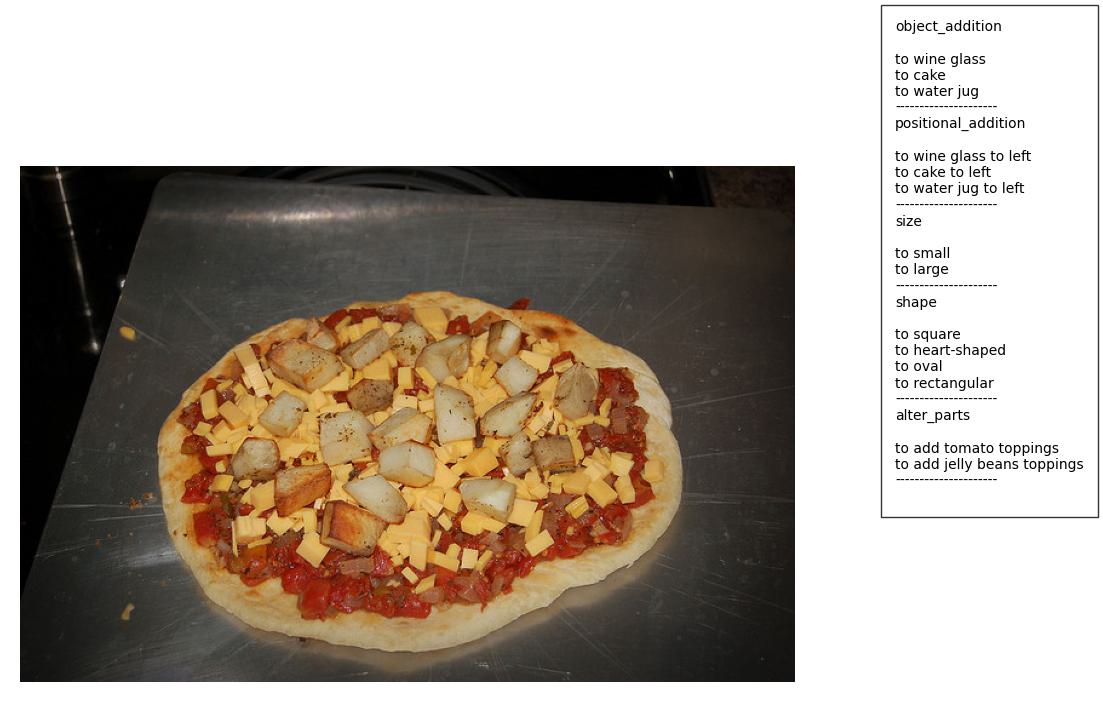 object_addition
to wine glass
to cake
to water jug
---------------------
positional_addition
to wine glass to left
to cake to left
to water jug to left
---------------------
size
to small
to large
---------------------
shape
to square
to heart-shaped
to oval
to rectangular
---------------------
alter_parts
to add tomato toppings
to add jelly beans toppings
---------------------